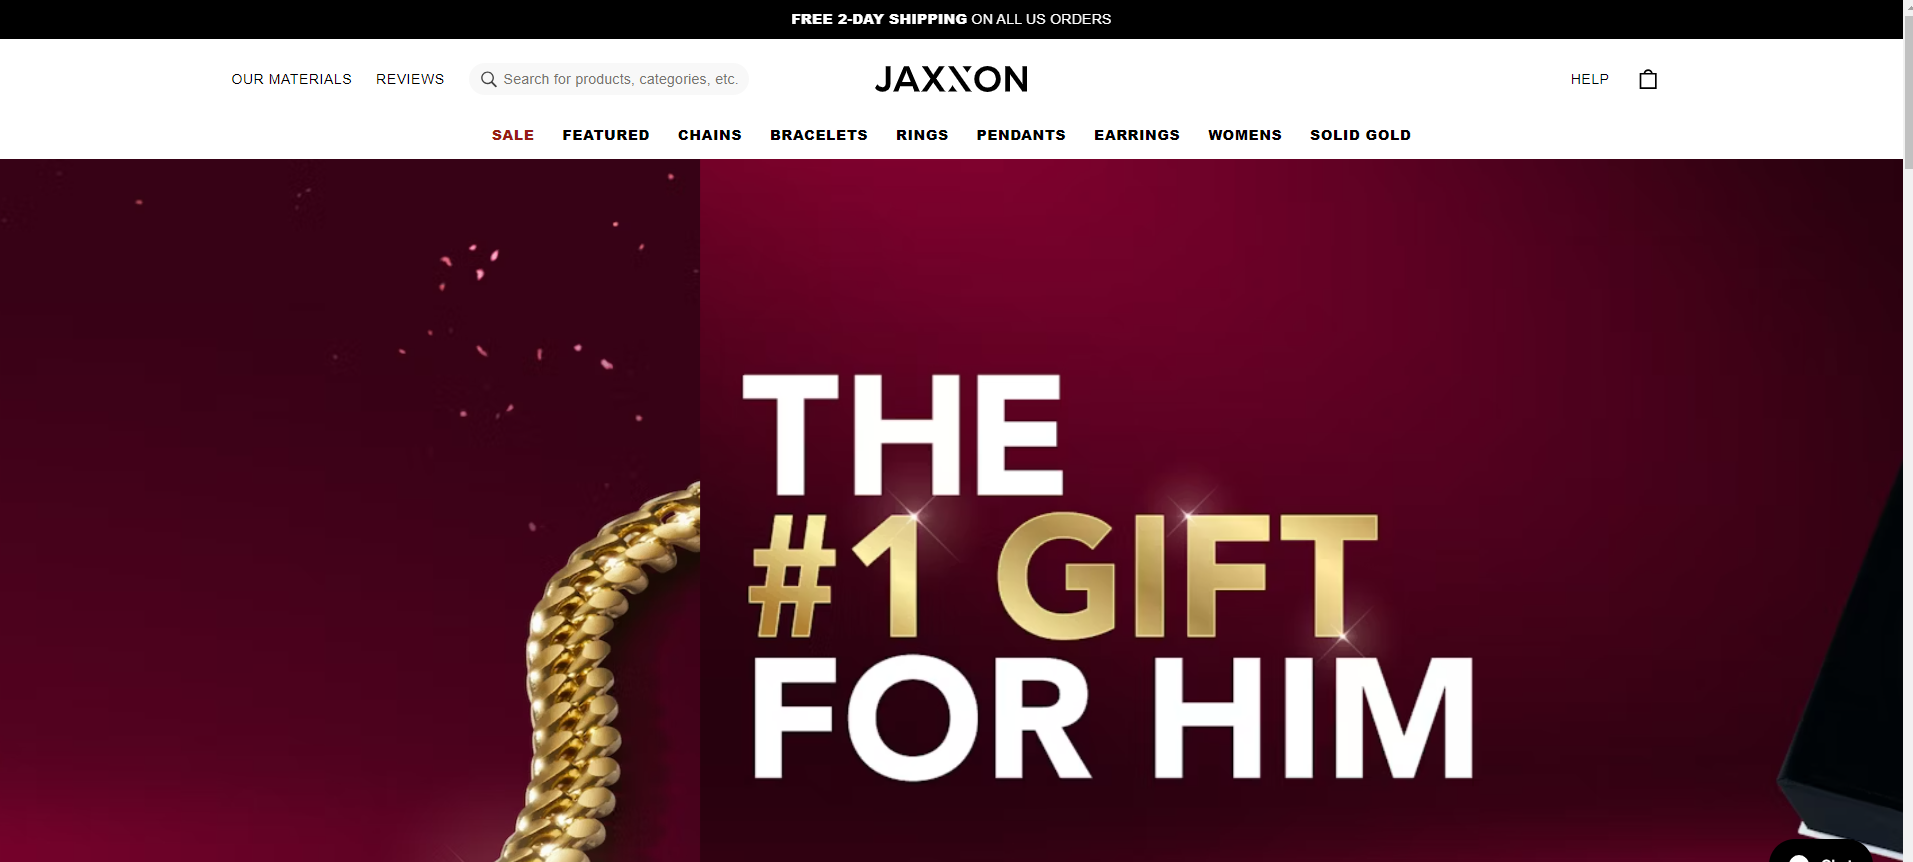 FREE 2-DAY SHIPPING ON ALL US ORDERS
OUR MATERIALS
REVIEWS
Search for products, categories, etc.
JAXXON
HELP
SALE
FEATURED
CHAINS
BRACELETS
RINGS
PENDANTS
EARRINGS
WOMENS
SOLID GOLD
THE
#1 GIFT
FOR HIM